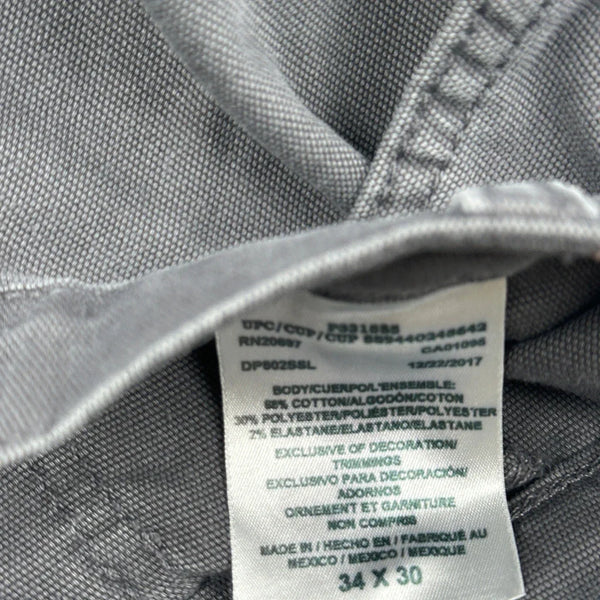 UPC/CUP/CUP
RN20697
DP802SSL 12/22/2017
BODY/CUERPO/L'ENSEMBLE:
68% COTTON/ALGODÓN/COTON
30% POLYESTER/POLIÉSTER/POLYESTER
2% ELASTANE/ELASTANO/ELASTANE
EXCLUSIVE OF DECORATION/
TRIMMINGS
EXCLUSIVO PARA DECORACIÓN/
ADORNOS
ORNEMENT ET GARNITURE
NON COMPRIS
MADE IN / HECHO EN / FABRIQUÉ AU
MEXICO / MÉXICO / MEXIQUE
34 X 30